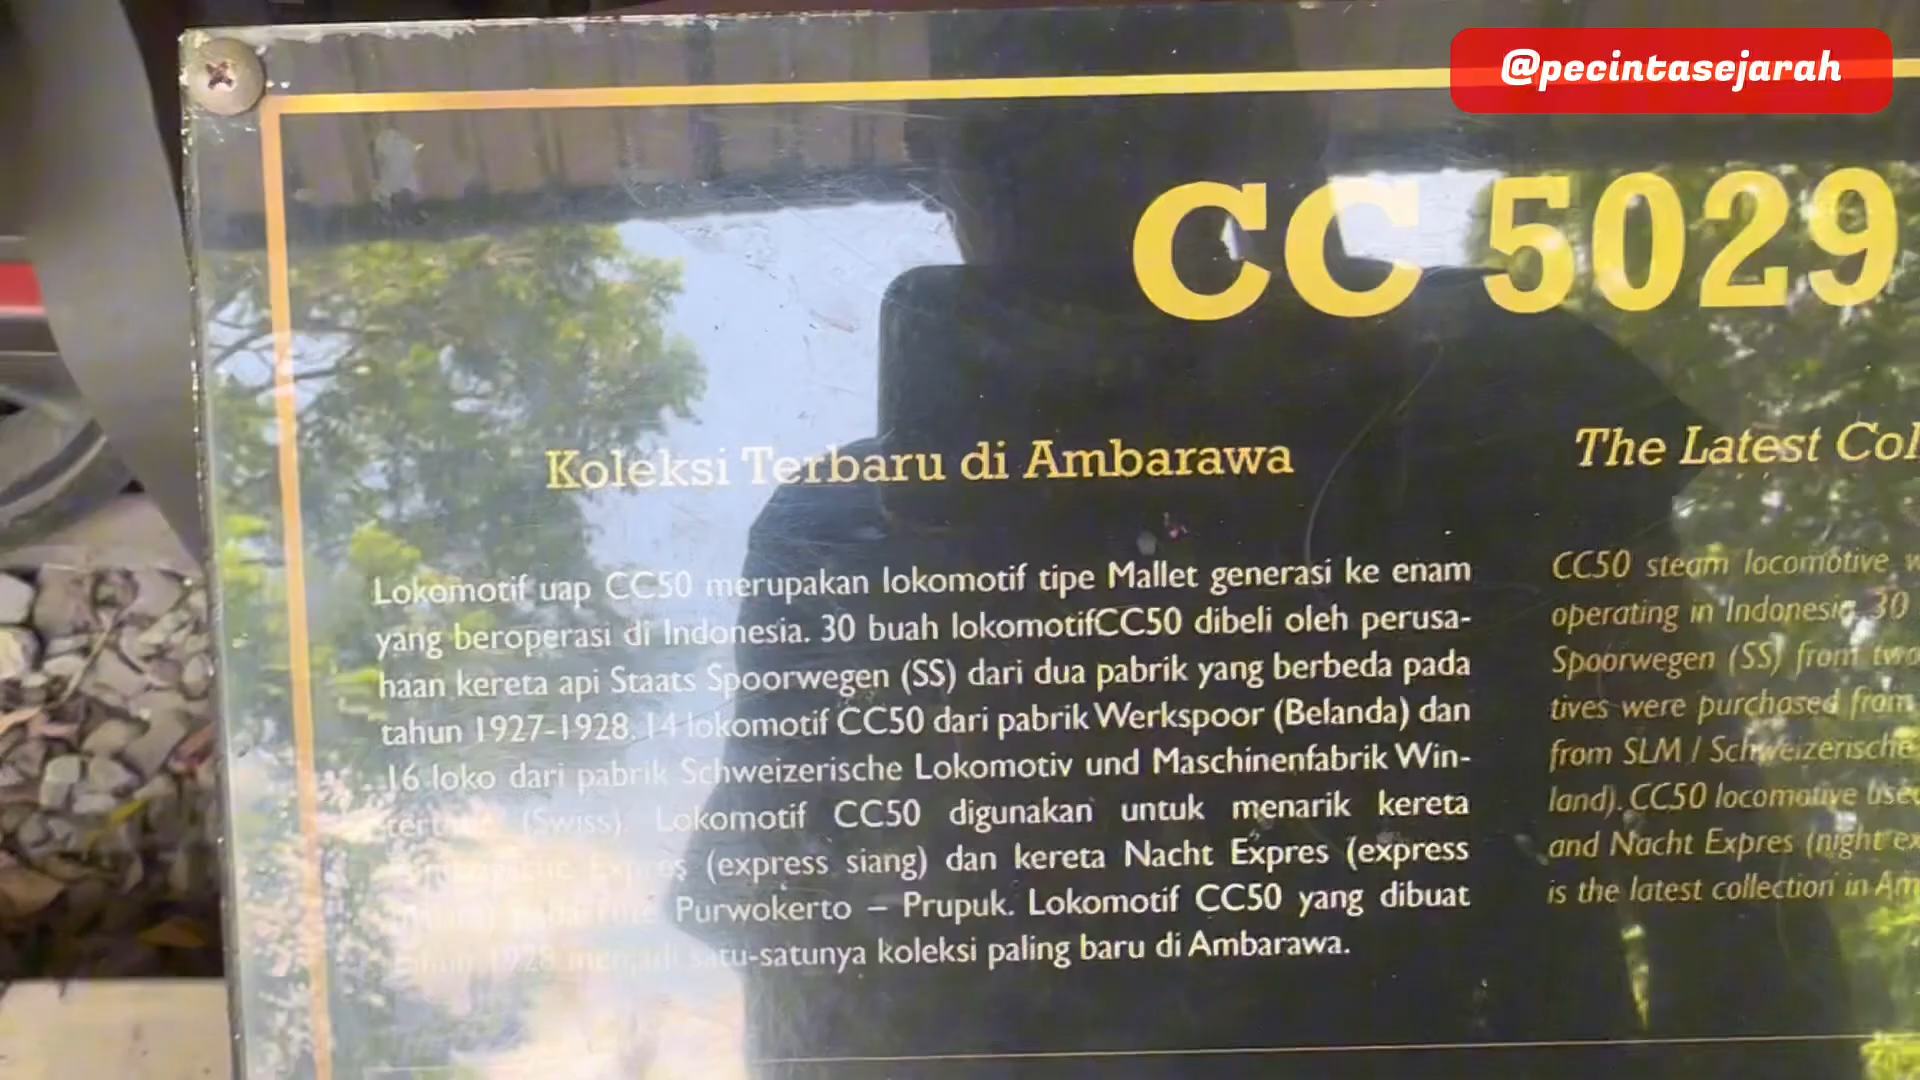 @pecintasejarah
CC 5029
Koleksi Terbaru di Ambarawa
Lokomotif uap CC50 merupakan lokomotif tipe Mallet generasi ke enam
yang beroperasi di Indonesia. 30 buah lokomotifCC50 dibeli oleh perusa-
haan kereta api Staats Spoorwegen (SS) dari dua pabrik yang berbeda pada
tahun 1927-1928. 14 lokomotif CC50 dari pabrik Werkspoor (Belanda) dan
16 loko dari pabrik Schweizerische Lokomotiv und Maschinenfabrik Win-
(Swiss). Lokomotif CC50 digunakan untuk menarik kereta
(express siang) dan kereta Nacht Expres (express
Purwokerto – Prupuk. Lokomotif CC50 yang dibuat
1928 menjadi satu-satunya koleksi paling baru di Ambarawa.
The Latest Col
CC50 steam locomotive w
operating in Indonesia. 30
Spoorwegen (SS) from two
tives were purchased from
from SLM / Schweizerische
land). CC50 locomotive use
and Nacht Expres (night ex
is the latest collection in Am